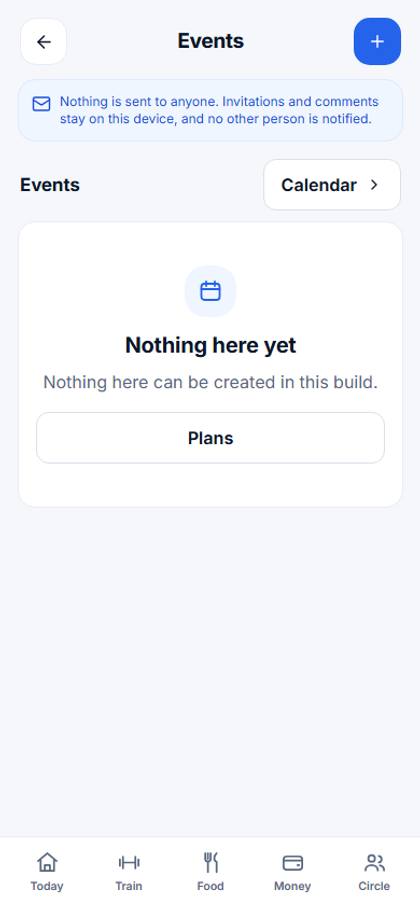 Events
Nothing is sent to anyone. Invitations and comments
stay on this device, and no other person is notified.
Events
Calendar
Nothing here yet
Nothing here can be created in this build.
Plans
Today
Train
Food
Money
Circle